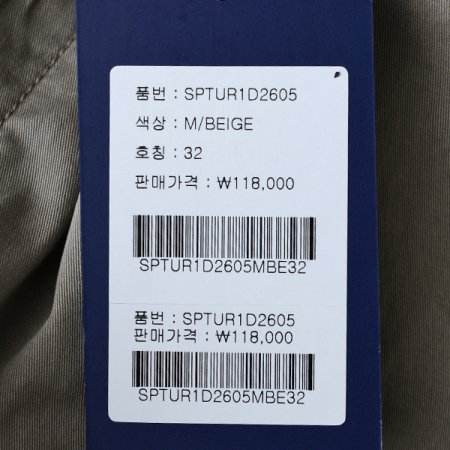 품번 : SPTUR1D2605
색상 : M/BEIGE
호칭 : 32
판매가격 : ₩118,000
SPTUR1D2605MBE32
품번 : SPTUR1D2605
판매가격 : ₩118,000
SPTUR1D2605MBE32